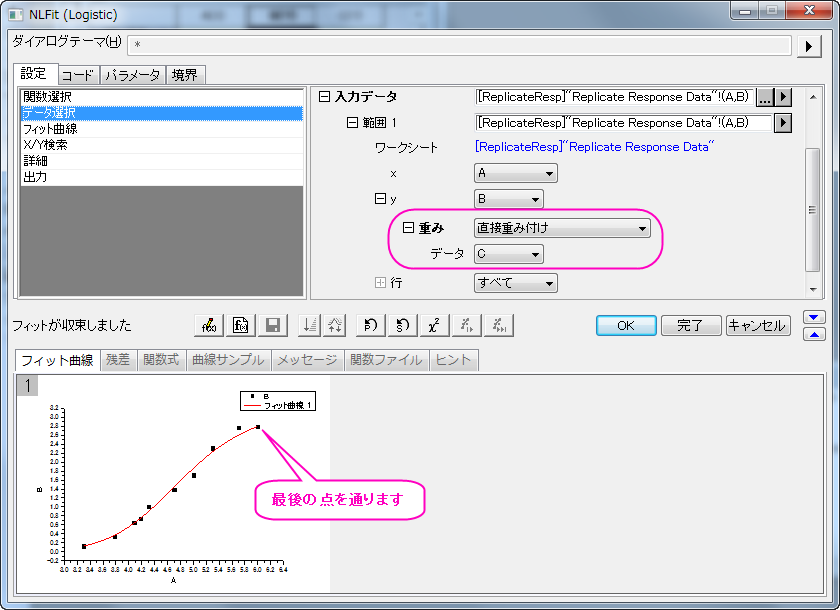 NLFit (Logistic)
ダイアログテーマ(H) *
設定 コード パラメータ 境界
関数選択
データ選択
フィット曲線
X/Y検索
詳細
出力
入力データ [ReplicateResp]"Replicate Response Data"!(A,B) ...
範囲 1 [ReplicateResp]"Replicate Response Data"!(A,B)
ワークシート [ReplicateResp]"Replicate Response Data"
x A
y B
重み 直接重み付け
データ C
行 すべて
フィットが収束しました
OK 完了 キャンセル
フィット曲線 残差 関数式 曲線サンプル メッセージ 関数ファイル ヒント
1
B
フィット曲線 1
3.2
3.0
2.8
2.6
2.4
2.2
2.0
1.8
1.6
1.4
1.2
1.0
0.8
0.6
0.4
0.2
0.0
-0.2
B
3.0 3.2 3.4 3.6 3.8 4.0 4.2 4.4 4.6 4.8 5.0 5.2 5.4 5.6 5.8 6.0 6.2 6.4
A
最後の点を通ります